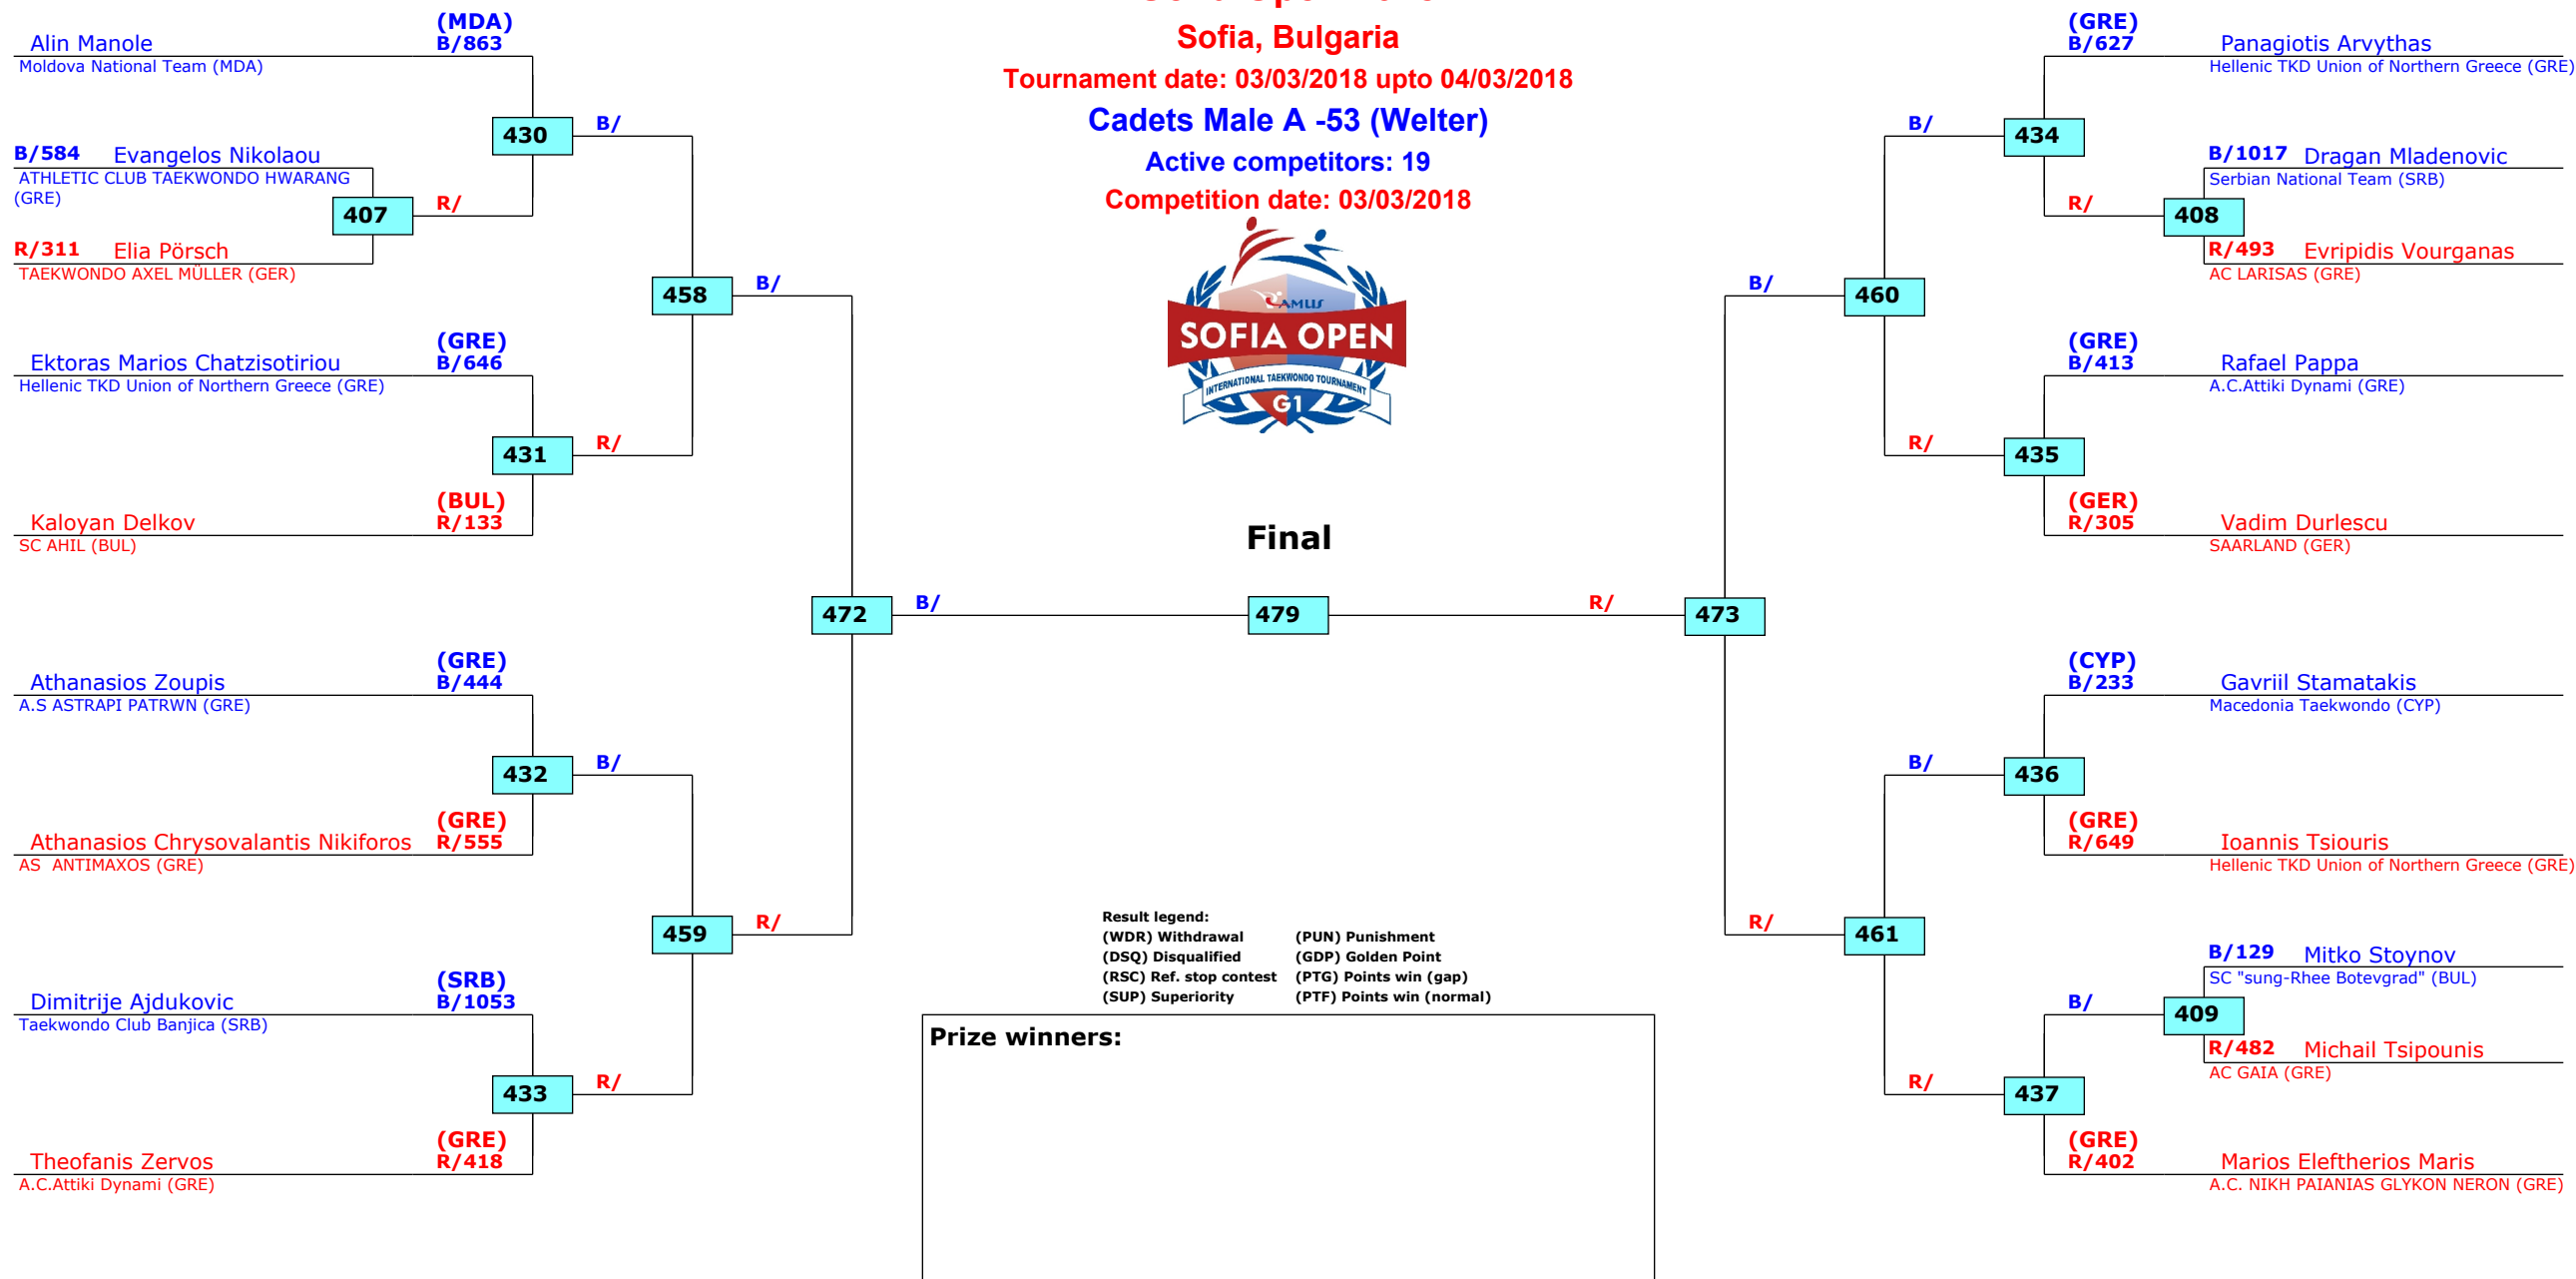 Sofia, Bulgaria
Tournament date: 03/03/2018 upto 04/03/2018
Cadets Male A -53 (Welter)
Active competitors: 19
Competition date: 03/03/2018
RAMUS
SOFIA OPEN
INTERNATIONAL TAEKWONDO TOURNAMENT
G1
(MDA)
Alin Manole B/863
Moldova National Team (MDA)
430 B/
B/584 Evangelos Nikolaou
ATHLETIC CLUB TAEKWONDO HWARANG
(GRE)
407 R/
R/311 Elia Pörsch
TAEKWONDO AXEL MÜLLER (GER)
458 B/
(GRE)
Ektoras Marios Chatzisotiriou B/646
Hellenic TKD Union of Northern Greece (GRE)
431 R/
(BUL)
Kaloyan Delkov R/133
SC AHIL (BUL)
472 B/
(GRE)
Athanasios Zoupis B/444
A.S ASTRAPI PATRWN (GRE)
432 B/
(GRE)
Athanasios Chrysovalantis Nikiforos R/555
AS  ANTIMAXOS (GRE)
459 R/
(SRB)
Dimitrije Ajdukovic B/1053
Taekwondo Club Banjica (SRB)
433 R/
(GRE)
Theofanis Zervos R/418
A.C.Attiki Dynami (GRE)
Final
479
(GRE)
B/627 Panagiotis Arvythas
Hellenic TKD Union of Northern Greece (GRE)
B/ 434
B/1017 Dragan Mladenovic
Serbian National Team (SRB)
R/ 408
R/493 Evripidis Vourganas
AC LARISAS (GRE)
B/ 460
(GRE)
B/413 Rafael Pappa
A.C.Attiki Dynami (GRE)
R/ 435
(GER)
R/305 Vadim Durlescu
SAARLAND (GER)
R/ 473
(CYP)
B/233 Gavriil Stamatakis
Macedonia Taekwondo (CYP)
B/ 436
(GRE)
R/649 Ioannis Tsiouris
Hellenic TKD Union of Northern Greece (GRE)
R/ 461
B/129 Mitko Stoynov
SC "sung-Rhee Botevgrad" (BUL)
B/ 409
R/482 Michail Tsipounis
AC GAIA (GRE)
R/ 437
(GRE)
R/402 Marios Eleftherios Maris
A.C. NIKH PAIANIAS GLYKON NERON (GRE)
Result legend:
(WDR) Withdrawal (PUN) Punishment
(DSQ) Disqualified (GDP) Golden Point
(RSC) Ref. stop contest (PTG) Points win (gap)
(SUP) Superiority (PTF) Points win (normal)
Prize winners: